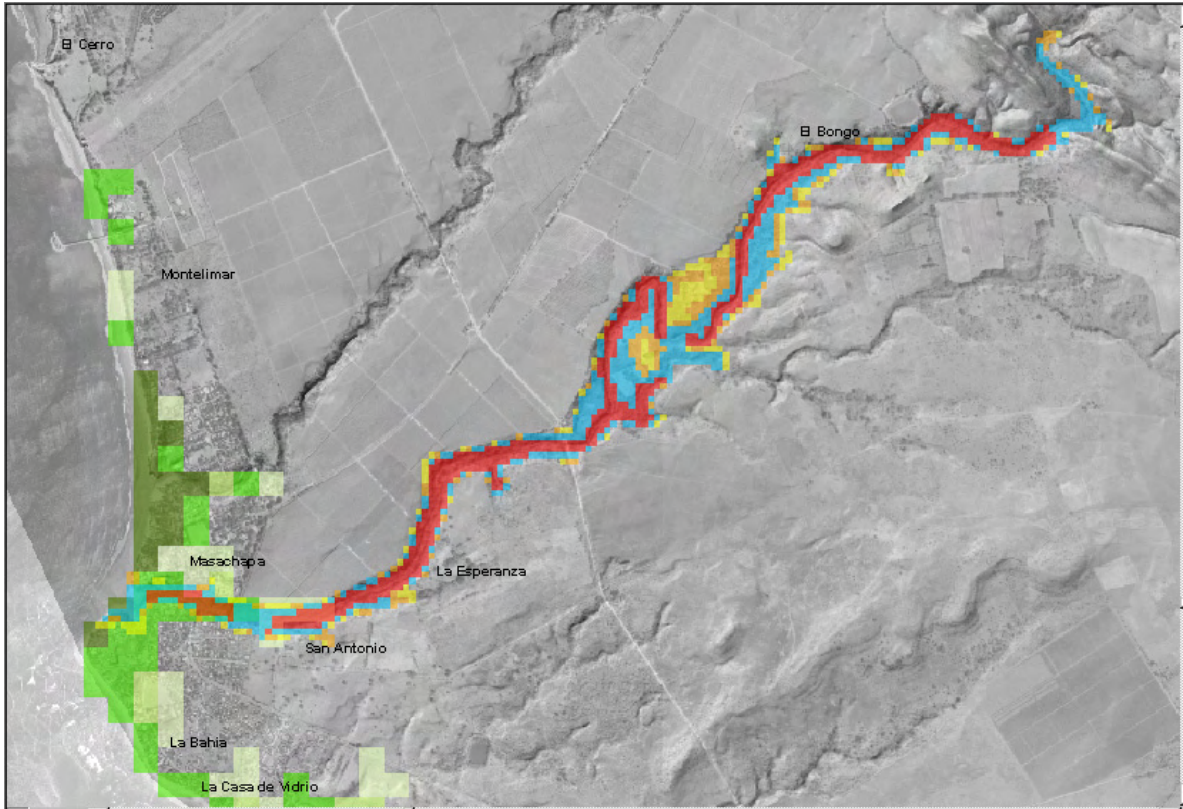 El Cerro
El Bongo
Montelimar
Masachapa
La Esperanza
San Antonio
La Bahia
La Casa de Vidrio